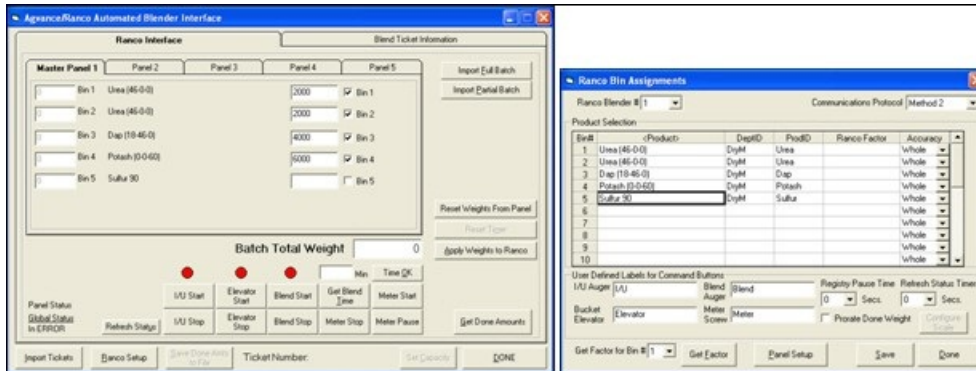 Agvance/Ranco Automated Blender Interface
Ranco Interface Blend Ticket Information
Master Panel 1 Panel 2 Panel 3 Panel 4 Panel 5
Import Full Batch
0 Bin 1 Urea (46-0-0) 2000 Bin 1
Import Partial Batch
0 Bin 2 Urea (46-0-0) 2000 Bin 2
0 Bin 3 Dap (18-46-0) 4000 Bin 3
0 Bin 4 Potash (0-0-60) 6000 Bin 4
0 Bin 5 Sulfur 90 Bin 5
Reset Weights From Panel
Reset Timer
Batch Total Weight 0 Apply Weights to Ranco
Min Time OK
I/U Start Elevator Start Blend Start Get Blend Time Meter Start
Panel Status
Global Status In ERROR
Refresh Status I/U Stop Elevator Stop Blend Stop Meter Stop Meter Pause Get Done Amounts
Import Tickets Ranco Setup Save Done Amts to File Ticket Number: Set Capacity DONE
Ranco Bin Assignments
Ranco Blender # 1 Communications Protocol Method 2
Product Selection
Bin# <Product> DeptID ProdID Ranco Factor Accuracy
1 Urea (46-0-0) DryM Urea Whole
2 Urea (46-0-0) DryM Urea Whole
3 Dap (18-46-0) DryM Dap Whole
4 Potash (0-0-60) DryM Potash Whole
5 Sulfur 90 DryM Sulfur Whole
6 Whole
7 Whole
8 Whole
9 Whole
10 Whole
User Defined Labels for Command Buttons
I/U Auger I/U Blend Auger Blend Registry Pause Time Refresh Status Timer
0 Secs. 0 Secs.
Bucket Elevator Elevator Meter Screw Meter Prorate Done Weight Configure Scale
Get Factor for Bin # 1 Get Factor Panel Setup Save Done